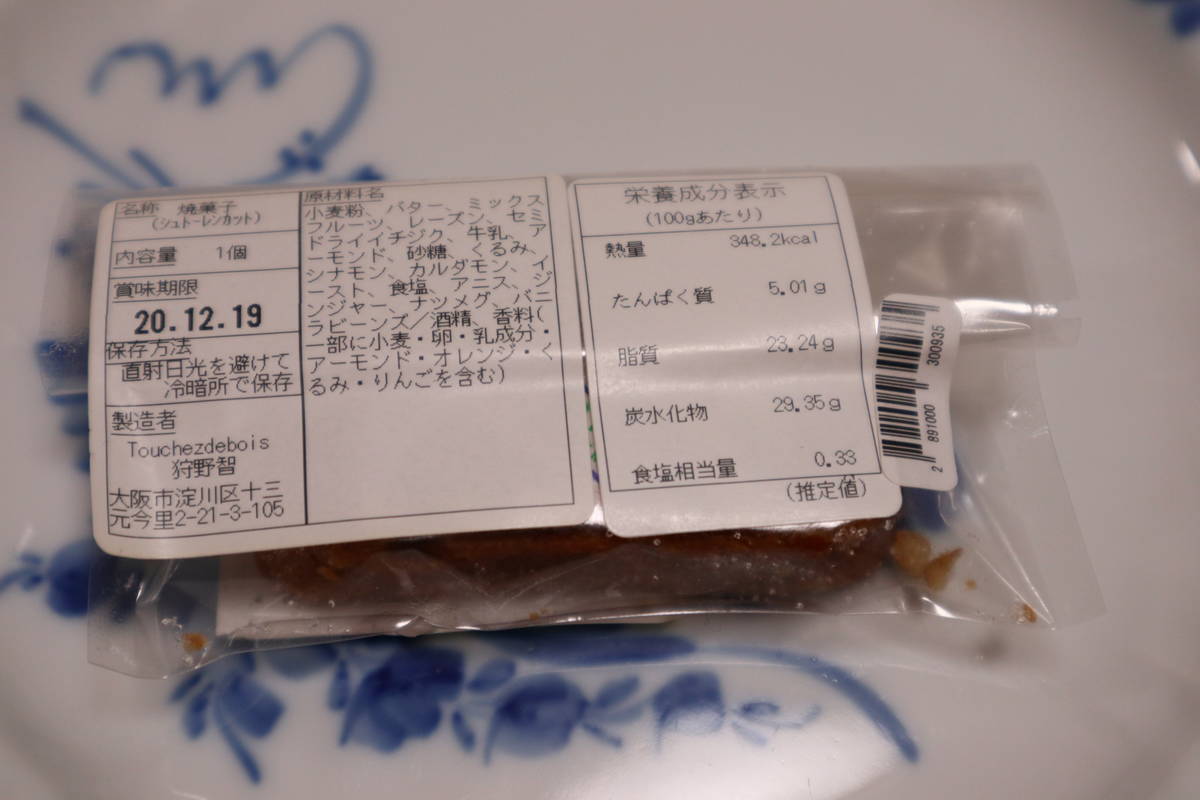 名称　焼菓子
(シュトーレンカット)
内容量　1個
賞味期限
20.12.19
保存方法
直射日光を避けて
冷暗所で保存
製造者
Touchezdebois
狩野智
大阪市淀川区十三
元今里2-21-3-105
原材料名
小麦粉、バター、ミックス
フルーツ、レーズン、セミ
ドライイチジク、牛乳、ア
ーモンド、砂糖、くるみ、
シナモン、カルダモン、イ
ースト、食塩、アニス、ジ
ンジャー、ナツメグ、バニ
ラビーンズ/酒精、香料(
一部に小麦・卵・乳成分・
アーモンド・オレンジ・く
るみ・りんごを含む)
栄養成分表示
(100gあたり)
熱量　348.2kcal
たんぱく質　5.01g
脂質　23.24g
炭水化物　29.35g
食塩相当量　0.33
(推定値)
2 891000 300935